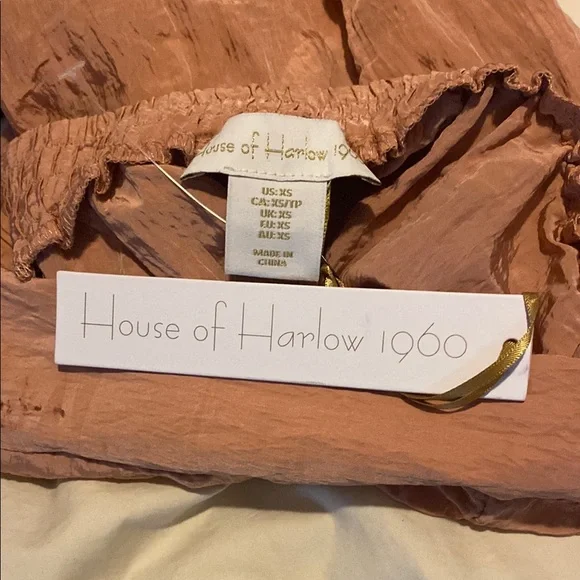 House of Harlow 196
US: XS
CA: XS/TP
UK: XS
EU: XS
AU: XS
MADE IN
CHINA
House of Harlow 1960